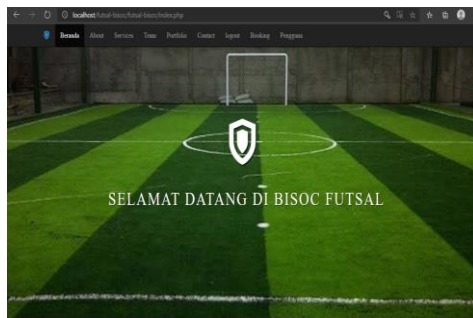 localhost/futsal-bisoc/futsal-bisoc/index.php
Beranda About Services Team Portfolio Contact logout Booking Pengguna
SELAMAT DATANG DI BISOC FUTSAL